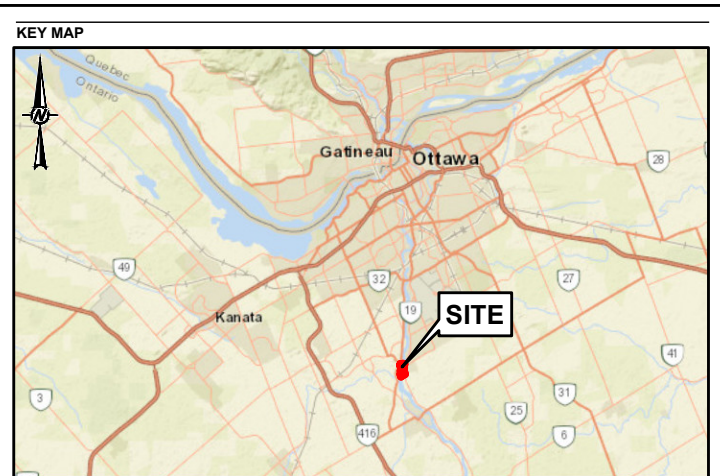 KEY MAP
Quebec
Ontario
N
Gatineau
Ottawa
28
49
32
27
19
SITE
Kanata
41
3
31
25
416
6